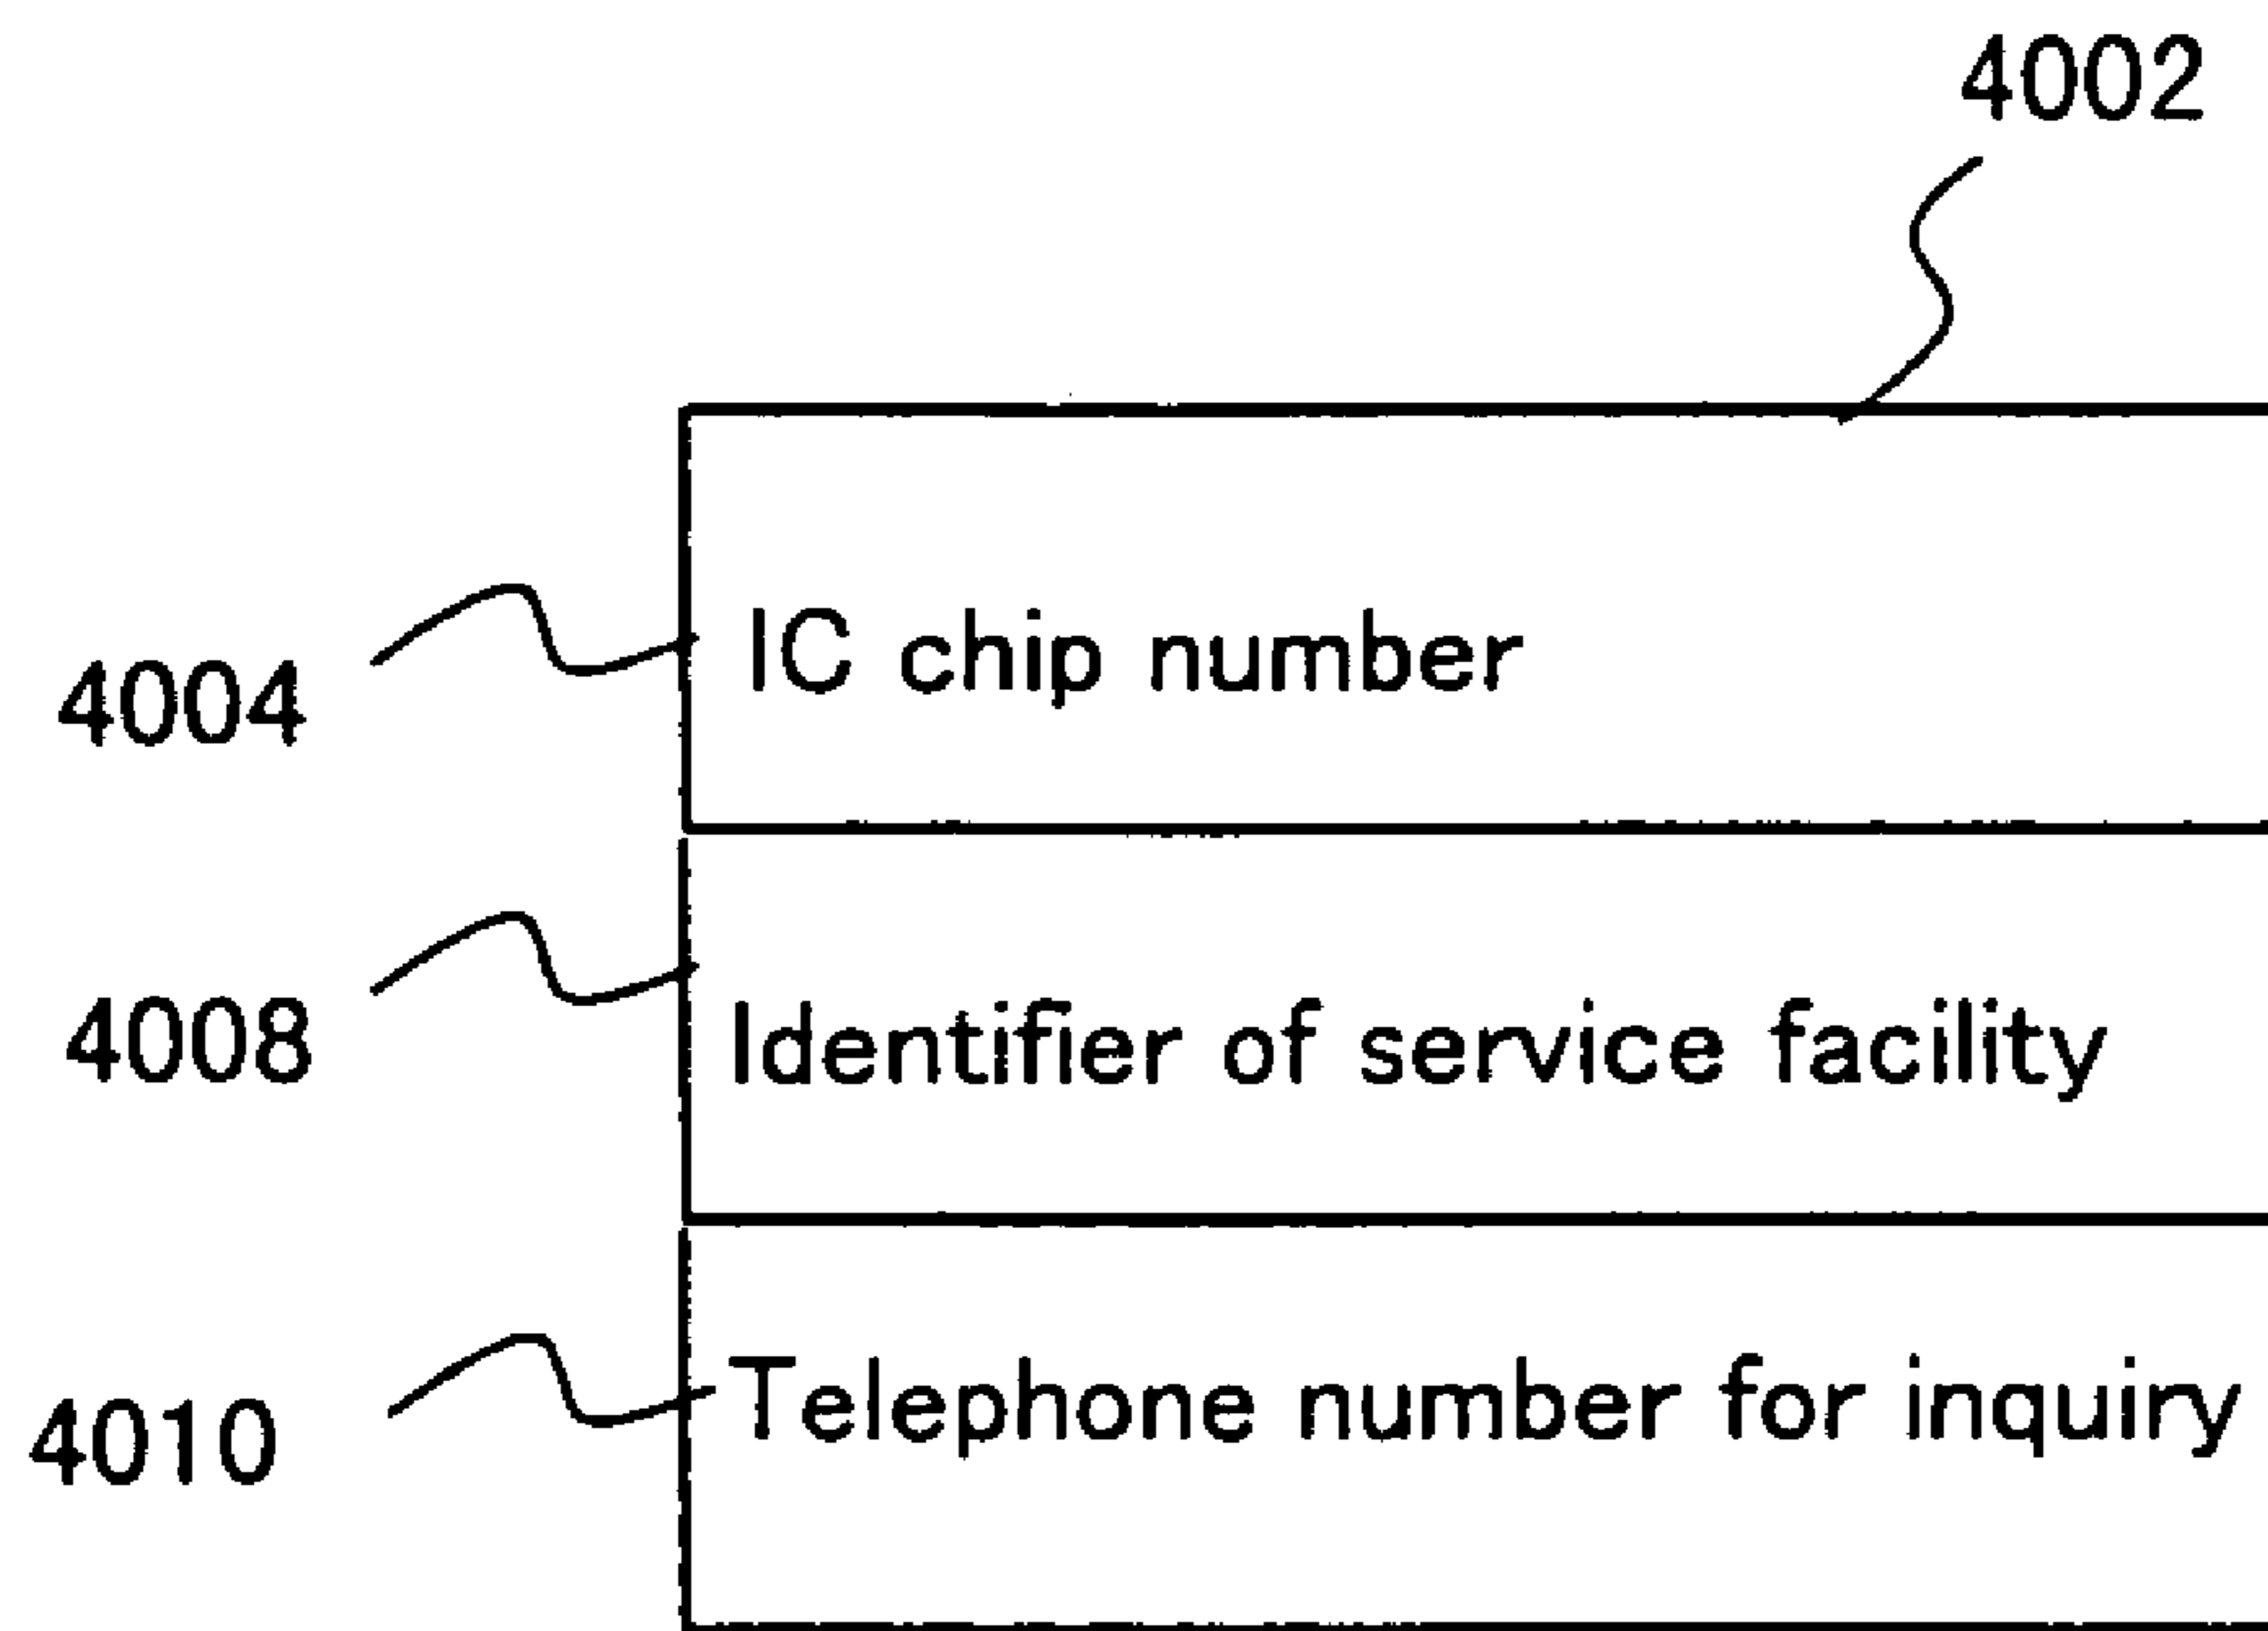 4002
IC chip number
4004
Identifier of service facility
4008
Telephone number for inquiry
4010